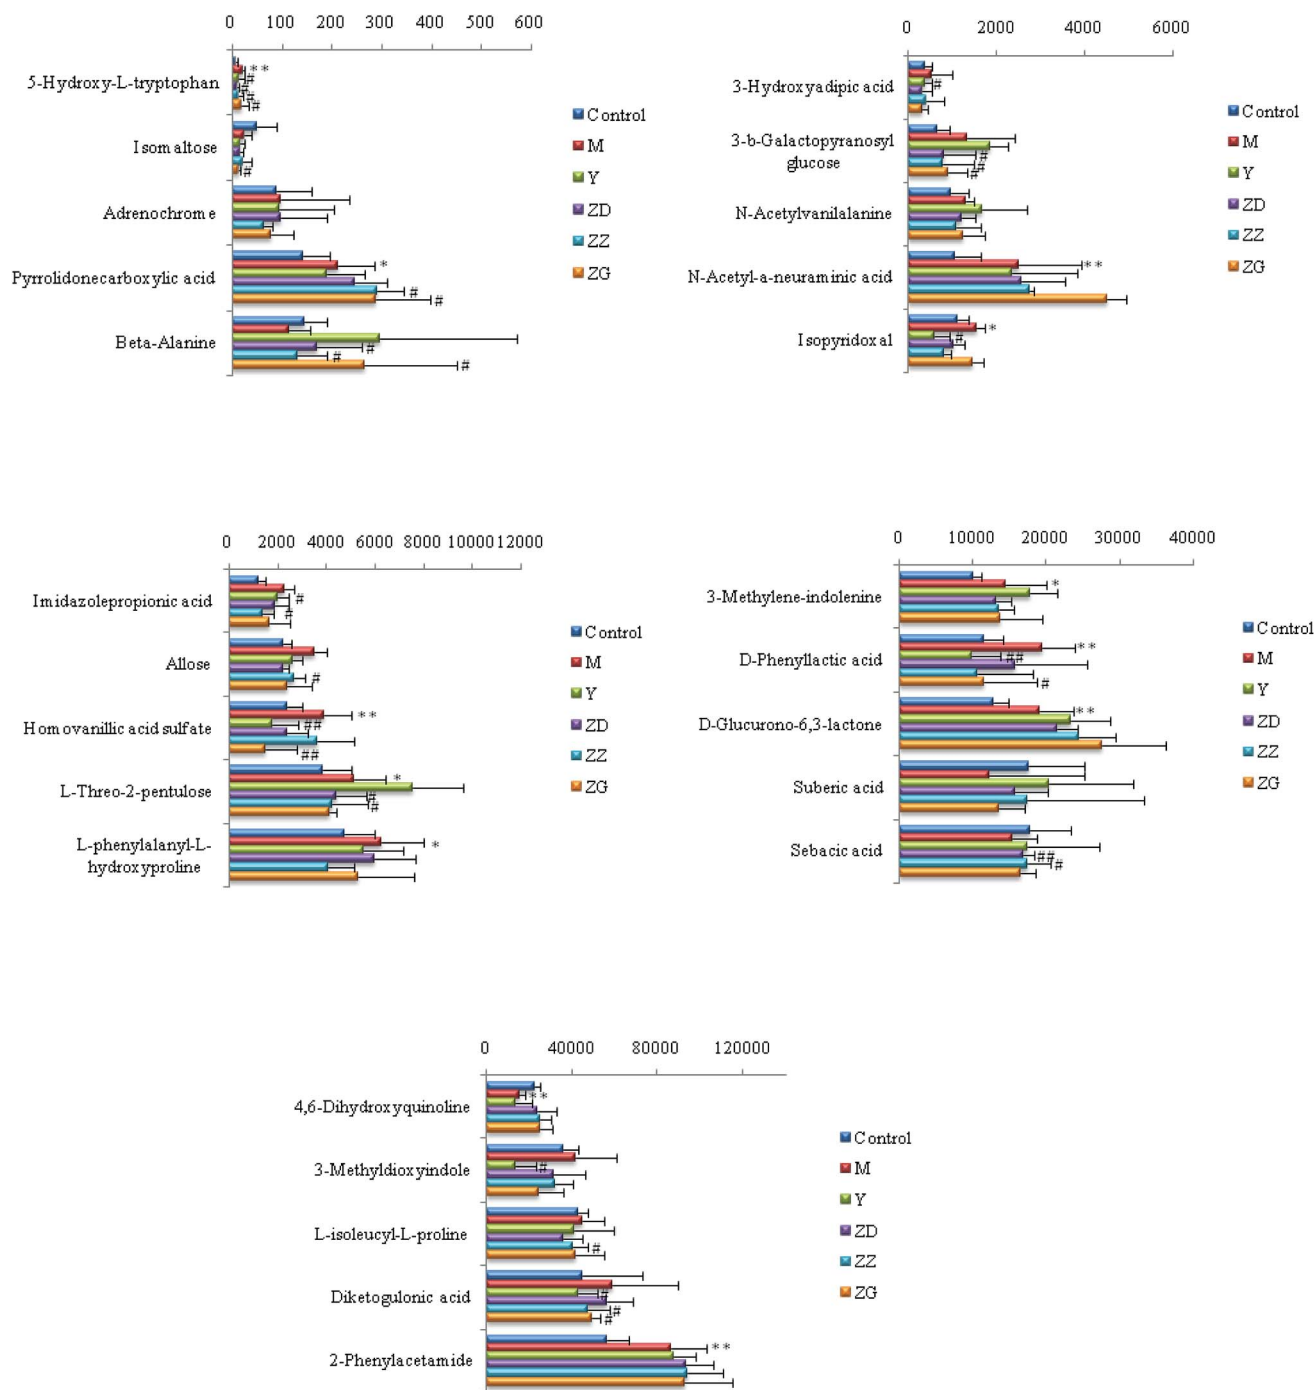 0 100 200 300 400 500 600
5-Hydroxy-L-tryptophan
**
#
#
#
#
Isomaltose
#
Adrenochrome
Pyrrolidonecarboxylic acid
*
#
#
Beta-Alanine
#
#
#
Control
M
Y
ZD
ZZ
ZG
0 2000 4000 6000
3-Hydroxyadipic acid
#
3-b-Galactopyranosyl
glucose
#
#
#
N-Acetylvanilalanine
N-Acetyl-a-neuraminic acid
**
Isopyridoxal
*
#
Control
M
Y
ZD
ZZ
ZG
0 2000 4000 6000 8000 10000 12000
Imidazolepropionic acid
#
#
Allose
#
Homovanillic acid sulfate
**
##
##
L-Threo-2-pentulose
*
#
#
L-phenylalanyl-L-
hydroxyproline
*
Control
M
Y
ZD
ZZ
ZG
0 10000 20000 30000 40000
3-Methylene-indolenine
*
D-Phenyllactic acid
**
##
#
D-Glucurono-6,3-lactone
**
Suberic acid
Sebacic acid
##
#
Control
M
Y
ZD
ZZ
ZG
0 40000 80000 120000
4,6-Dihydroxyquinoline
**
3-Methyldioxyindole
#
L-isoleucyl-L-proline
#
Diketogulonic acid
#
#
#
2-Phenylacetamide
**
Control
M
Y
ZD
ZZ
ZG